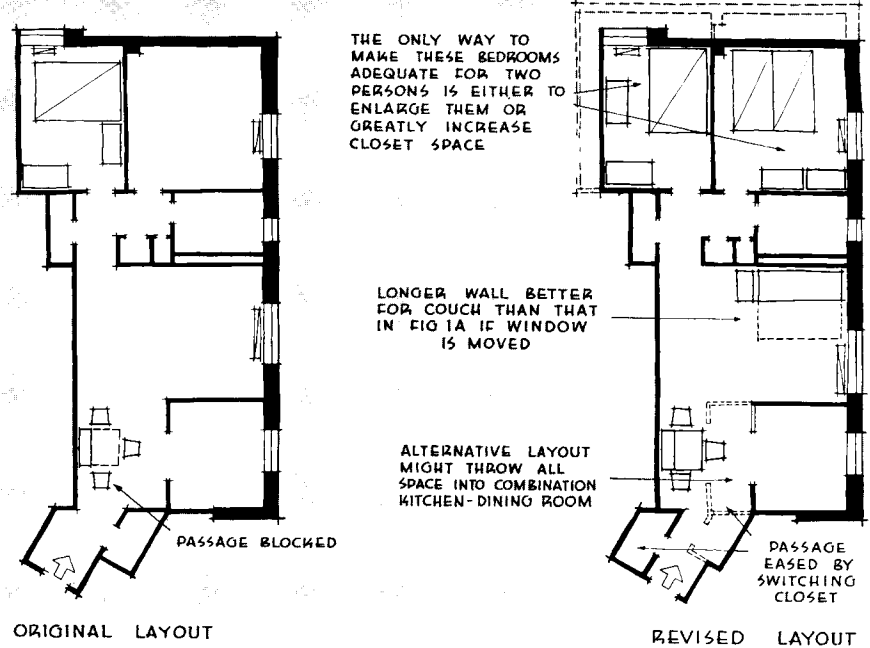 THE ONLY WAY TO
MAKE THESE BEDROOMS
ADEQUATE FOR TWO
PERSONS IS EITHER TO
ENLARGE THEM OR
GREATLY INCREASE
CLOSET SPACE
LONGER WALL BETTER
FOR COUCH THAN THAT
IN FIG 1A IF WINDOW
IS MOVED
ALTERNATIVE LAYOUT
MIGHT THROW ALL
SPACE INTO COMBINATION
KITCHEN-DINING ROOM
PASSAGE BLOCKED
PASSAGE
EASED BY
SWITCHING
CLOSET
ORIGINAL LAYOUT
REVISED LAYOUT